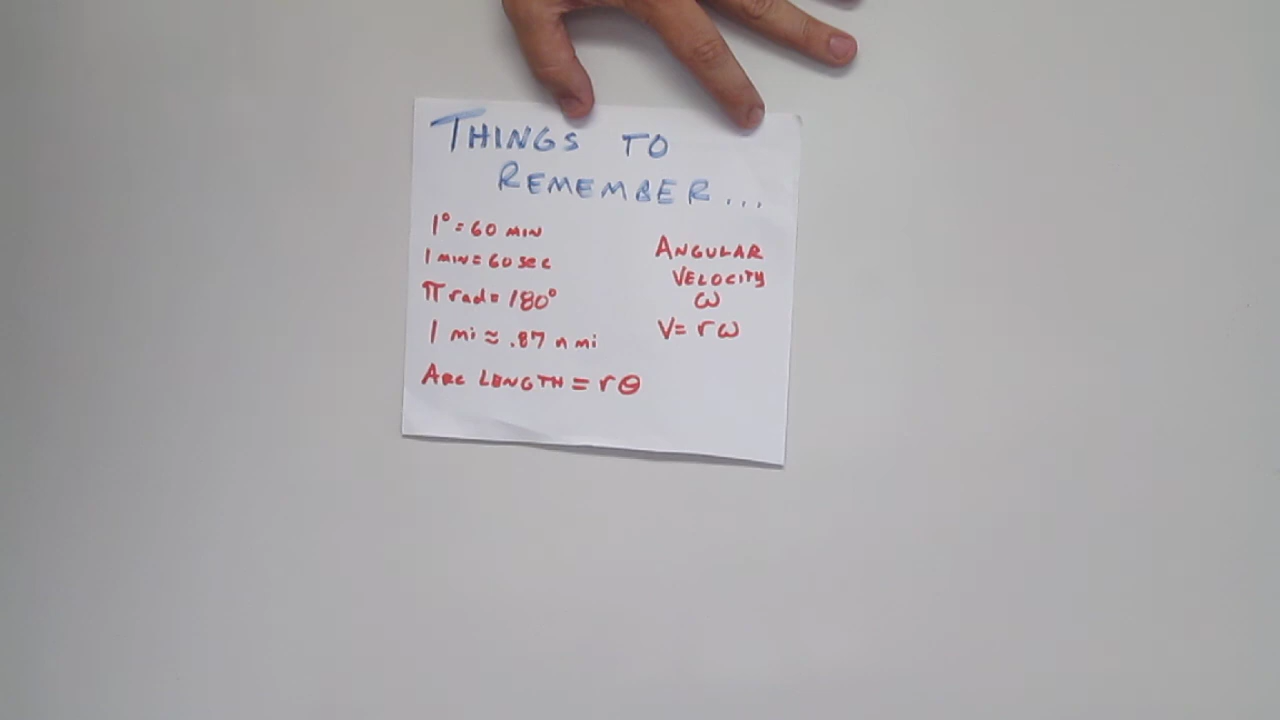 THINGS TO
REMEMBER...
1° = 60 MIN
1 MIN = 60 SEC
π rad = 180°
1 mi ≈ .87 n mi
ARC LENGTH = rθ
ANGULAR
VELOCITY
ω
V = rω